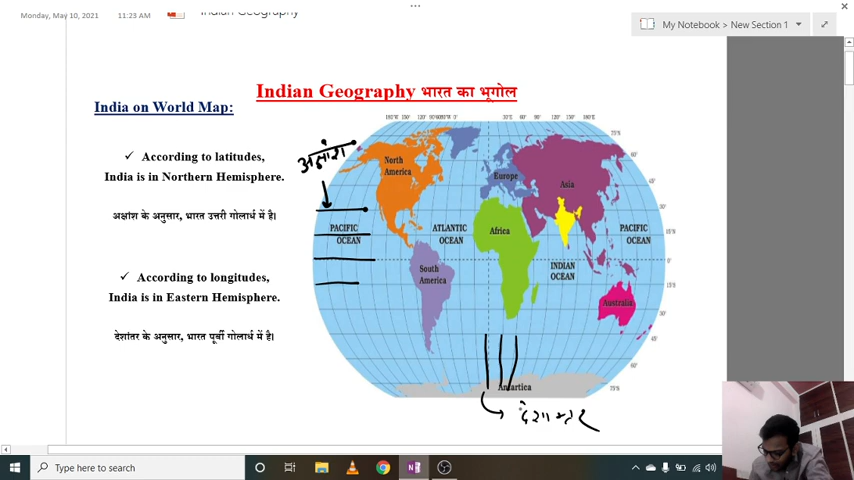 Monday, May 10, 2021
11:23 AM
Indian Geography
My Notebook > New Section 1
Indian Geography भारत का भूगोल
India on World Map:
✓ According to latitudes,
India is in Northern Hemisphere.
अक्षांश के अनुसार, भारत उत्तरी गोलार्ध में है।
✓ According to longitudes,
India is in Eastern Hemisphere.
देशांतर के अनुसार, भारत पूर्वी गोलार्ध में है।
अक्षांश
North
America
Europe
Asia
PACIFIC
OCEAN
ATLANTIC
OCEAN
Africa
PACIFIC
OCEAN
South
America
INDIAN
OCEAN
Australia
Antartica
देशान्तर
Type here to search